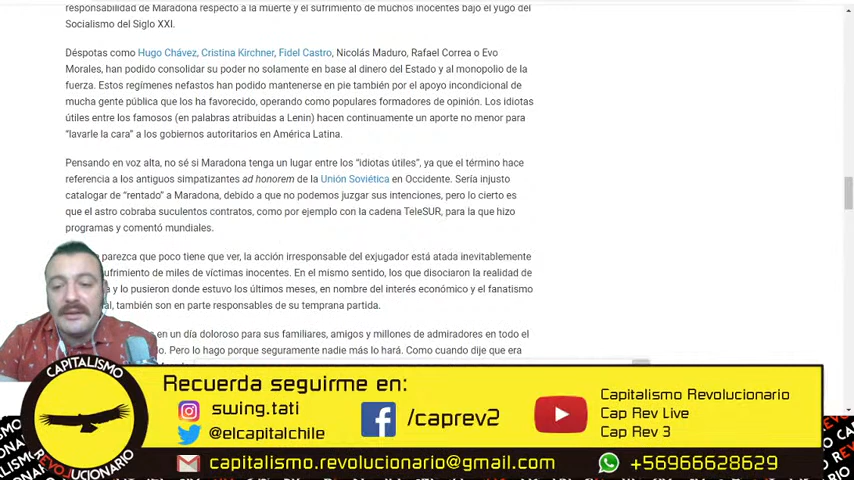 responsabilidad de Maradona respecto a la muerte y el sufrimiento de muchos inocentes bajo el yugo del
Socialismo del Siglo XXI.
Déspotas como Hugo Chávez, Cristina Kirchner, Fidel Castro, Nicolás Maduro, Rafael Correa o Evo
Morales, han podido consolidar su poder no solamente en base al dinero del Estado y al monopolio de la
fuerza. Estos regímenes nefastos han podido mantenerse en pie también por el apoyo incondicional de
mucha gente pública que los ha favorecido, operando como populares formadores de opinión. Los idiotas
útiles entre los famosos (en palabras atribuidas a Lenin) hacen continuamente un aporte no menor para
“lavarle la cara” a los gobiernos autoritarios en América Latina.
Pensando en voz alta, no sé si Maradona tenga un lugar entre los “idiotas útiles”, ya que el término hace
referencia a los antiguos simpatizantes ad honorem de la Unión Soviética en Occidente. Sería injusto
catalogar de “rentado” a Maradona, debido a que no podemos juzgar sus intenciones, pero lo cierto es
que el astro cobraba suculentos contratos, como por ejemplo con la cadena TeleSUR, para la que hizo
programas y comentó mundiales.
parezca que poco tiene que ver, la acción irresponsable del exjugador está atada inevitablemente
ufrimiento de miles de víctimas inocentes. En el mismo sentido, los que disociaron la realidad de
y lo pusieron donde estuvo los últimos meses, en nombre del interés económico y el fanatismo
al, también son en parte responsables de su temprana partida.
en un día doloroso para sus familiares, amigos y millones de admiradores en todo el
do. Pero lo hago porque seguramente nadie más lo hará. Como cuando dije que era
CAPITALISMO
REVOLUCIONARIO
Recuerda seguirme en:
swing.tati
@elcapitalchile
/caprev2
Capitalismo Revolucionario
Cap Rev Live
Cap Rev 3
capitalismo.revolucionario@gmail.com
+56966628629